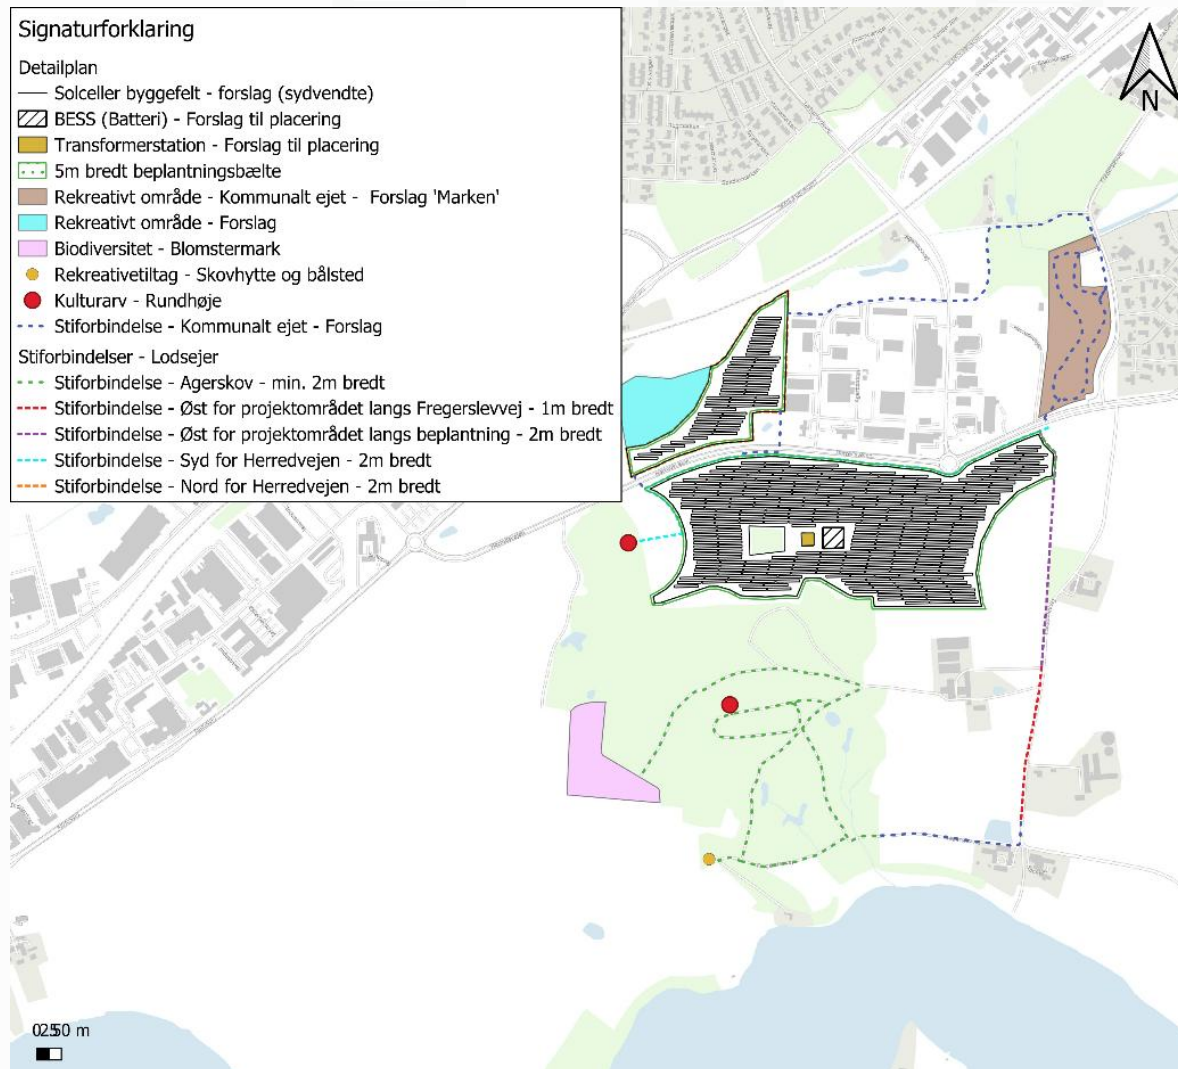 Signaturforklaring
Detailplan
Solceller byggefelt - forslag (sydvendte)
BESS (Batteri) - Forslag til placering
Transformerstation - Forslag til placering
5m bredt beplantningsbælte
Rekreativt område - Kommunalt ejet -  Forslag 'Marken'
Rekreativt område - Forslag
Biodiversitet - Blomstermark
Rekreativetiltag - Skovhytte og bålsted
Kulturarv - Rundhøje
Stiforbindelse - Kommunalt ejet - Forslag
Stiforbindelser - Lodsejer
Stiforbindelse - Agerskov - min. 2m bredt
Stiforbindelse - Øst for projektområdet langs Fregerslevvej - 1m bredt
Stiforbindelse - Øst for projektområdet langs beplantning - 2m bredt
Stiforbindelse - Syd for Herredvejen - 2m bredt
Stiforbindelse - Nord for Herredvejen - 2m bredt
N